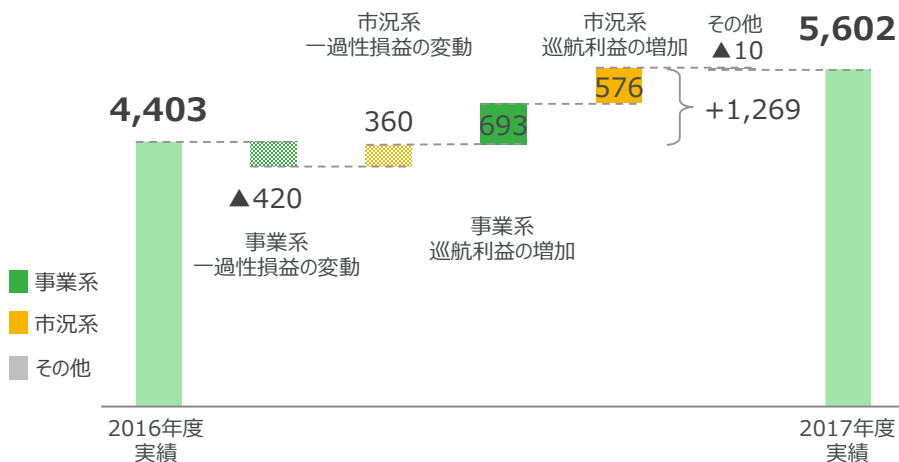 市況系
一過性損益の変動
市況系
巡航利益の増加
その他
▲10
5,602
4,403
360
693
576
+1,269
▲420
事業系
一過性損益の変動
事業系
巡航利益の増加
事業系
市況系
その他
2016年度
実績
2017年度
実績